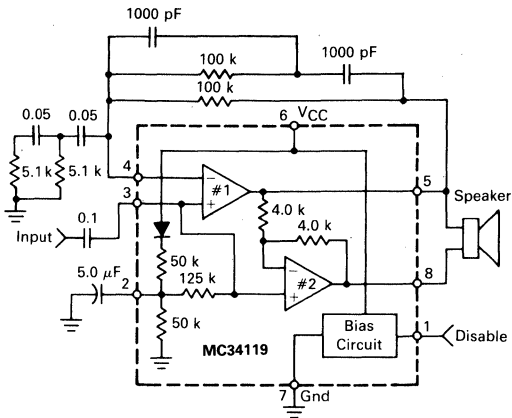 1000 pF
100 k
1000 pF
100 k
0.05
0.05
6
VCC
5.1 k
5.1 k
4
−
#1
+
3
5
Speaker
0.1
Input
4.0 k
4.0 k
50 k
5.0 µF
2
125 k
−
#2
+
8
50 k
Bias
Circuit
1
Disable
MC34119
7
Gnd